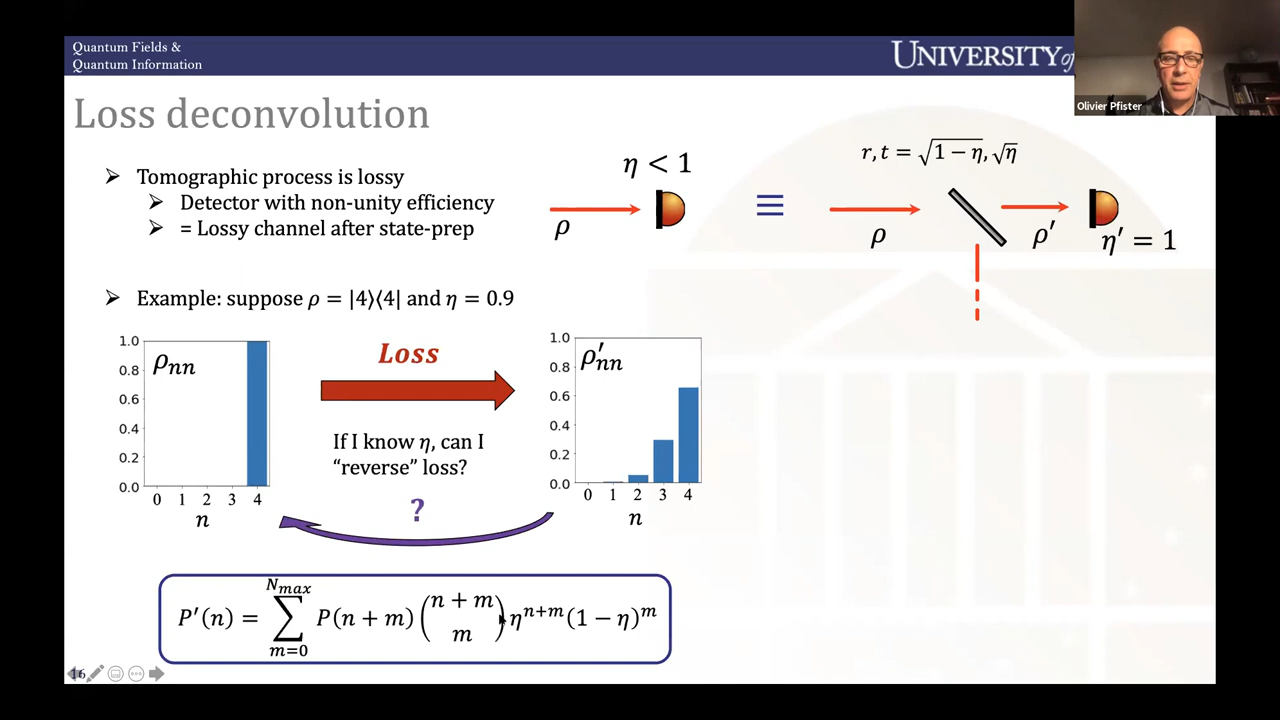 Quantum Fields &
Quantum Information
UNIVERSITY of
Olivier Pfister
Loss deconvolution
➢ Tomographic process is lossy
➢ Detector with non-unity efficiency
➢ = Lossy channel after state-prep
η < 1
ρ
≡
r, t = √(1 − η), √η
ρ
ρ′
η′ = 1
➢ Example: suppose ρ = |4⟩⟨4| and η = 0.9
1.0
0.8
0.6
0.4
0.2
0.0
ρnn
0 1 2 3 4
n
Loss
If I know η, can I
“reverse” loss?
?
1.0
0.8
0.6
0.4
0.2
0.0
ρ′nn
0 1 2 3 4
n
P′(n) = ∑_{m=0}^{Nmax} P(n + m) (n + m over m) η^{n+m}(1 − η)^m
16